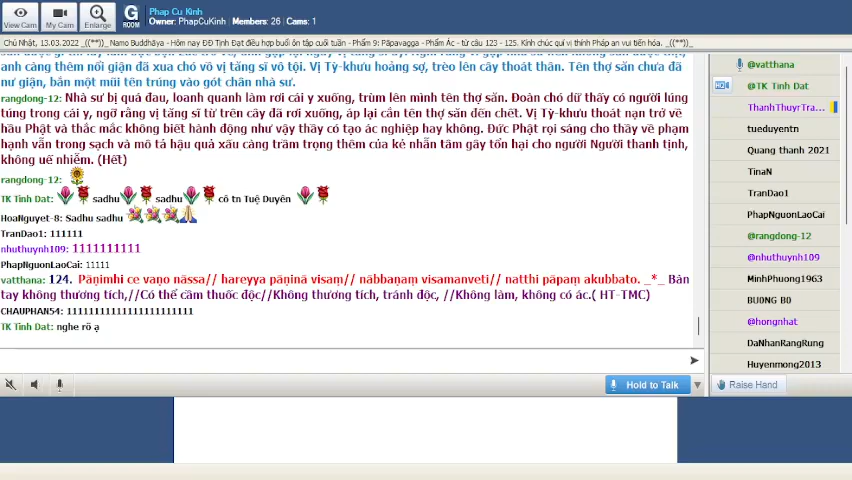 Phap Cu Kinh
Owner: PhapCuKinh Members: 26 | Cams: 1
View Cam
My Cam
Enlarge
G ROOM
Chủ Nhật, 13.03.2022 _((**)_ Namo Buddhāya - Hôm nay ĐĐ Tịnh Đạt điều hợp buổi ôn tập cuối tuần - Phẩm 9: Pāpavagga - Phẩm Ác - từ câu 123 - 125. Kính chúc quí vị thính Pháp an vui tiến hóa. _((**)_
anh càng thêm nổi giận đã xua chó vồ vị tăng sĩ vô tội. Vị Tỳ-khưu hoảng sợ, trèo lên cây thoát thân. Tên thợ săn chưa đã
nư giận, bắn một mũi tên trúng vào gót chân nhà sư.
rangdong-12: Nhà sư bị quá đau, loanh quanh làm rơi cái y xuống, trùm lên mình tên thợ săn. Đoàn chó dữ thấy có người lúng
túng trong cái y, ngỡ rằng vị tăng sĩ từ trên cây đã rơi xuống, áp lại cắn tên thợ săn đến chết. Vị Tỳ-khưu thoát nạn trở về
hầu Phật và thắc mắc không biết hành động như vậy thầy có tạo ác nghiệp hay không. Đức Phật rọi sáng cho thầy về phạm
hạnh vẫn trong sạch và mô tả hậu quả xấu càng trầm trọng thêm của kẻ nhẫn tâm gây tổn hại cho người Người thanh tịnh,
không uế nhiễm. (Hết)
rangdong-12:
TK Tinh Dat: sadhu sadhu cô tn Tuệ Duyên
HoaNguyet-8: Sadhu sadhu
TranDao1: 111111
nhuthuynh109: 1111111111
PhapNguonLaoCai: 11111
vatthana: 124. Pāṇimhi ce vaṇo nāssa// hareyya pāṇinā visaṃ// nābbaṇaṃ visamanveti// natthi pāpaṃ akubbato. _*_ Bàn
tay không thương tích,//Có thể cầm thuốc độc//Không thương tích, tránh độc, //Không làm, không có ác.( HT-TMC)
CHAUPHAN54: 1111111111111111111111111
TK Tinh Dat: nghe rõ ạ
Hold to Talk
@vatthana
HD
@TK Tinh Dat
ThanhThuyrTra...
tueduyentn
Quang thanh 2021
TinaN
TranDao1
PhapNguonLaoCai
@rangdong-12
@nhuthuynh109
MinhPhuong1963
BUONG B0
@hongnhat
DaNhanRangRung
Huyenmong2013
Raise Hand